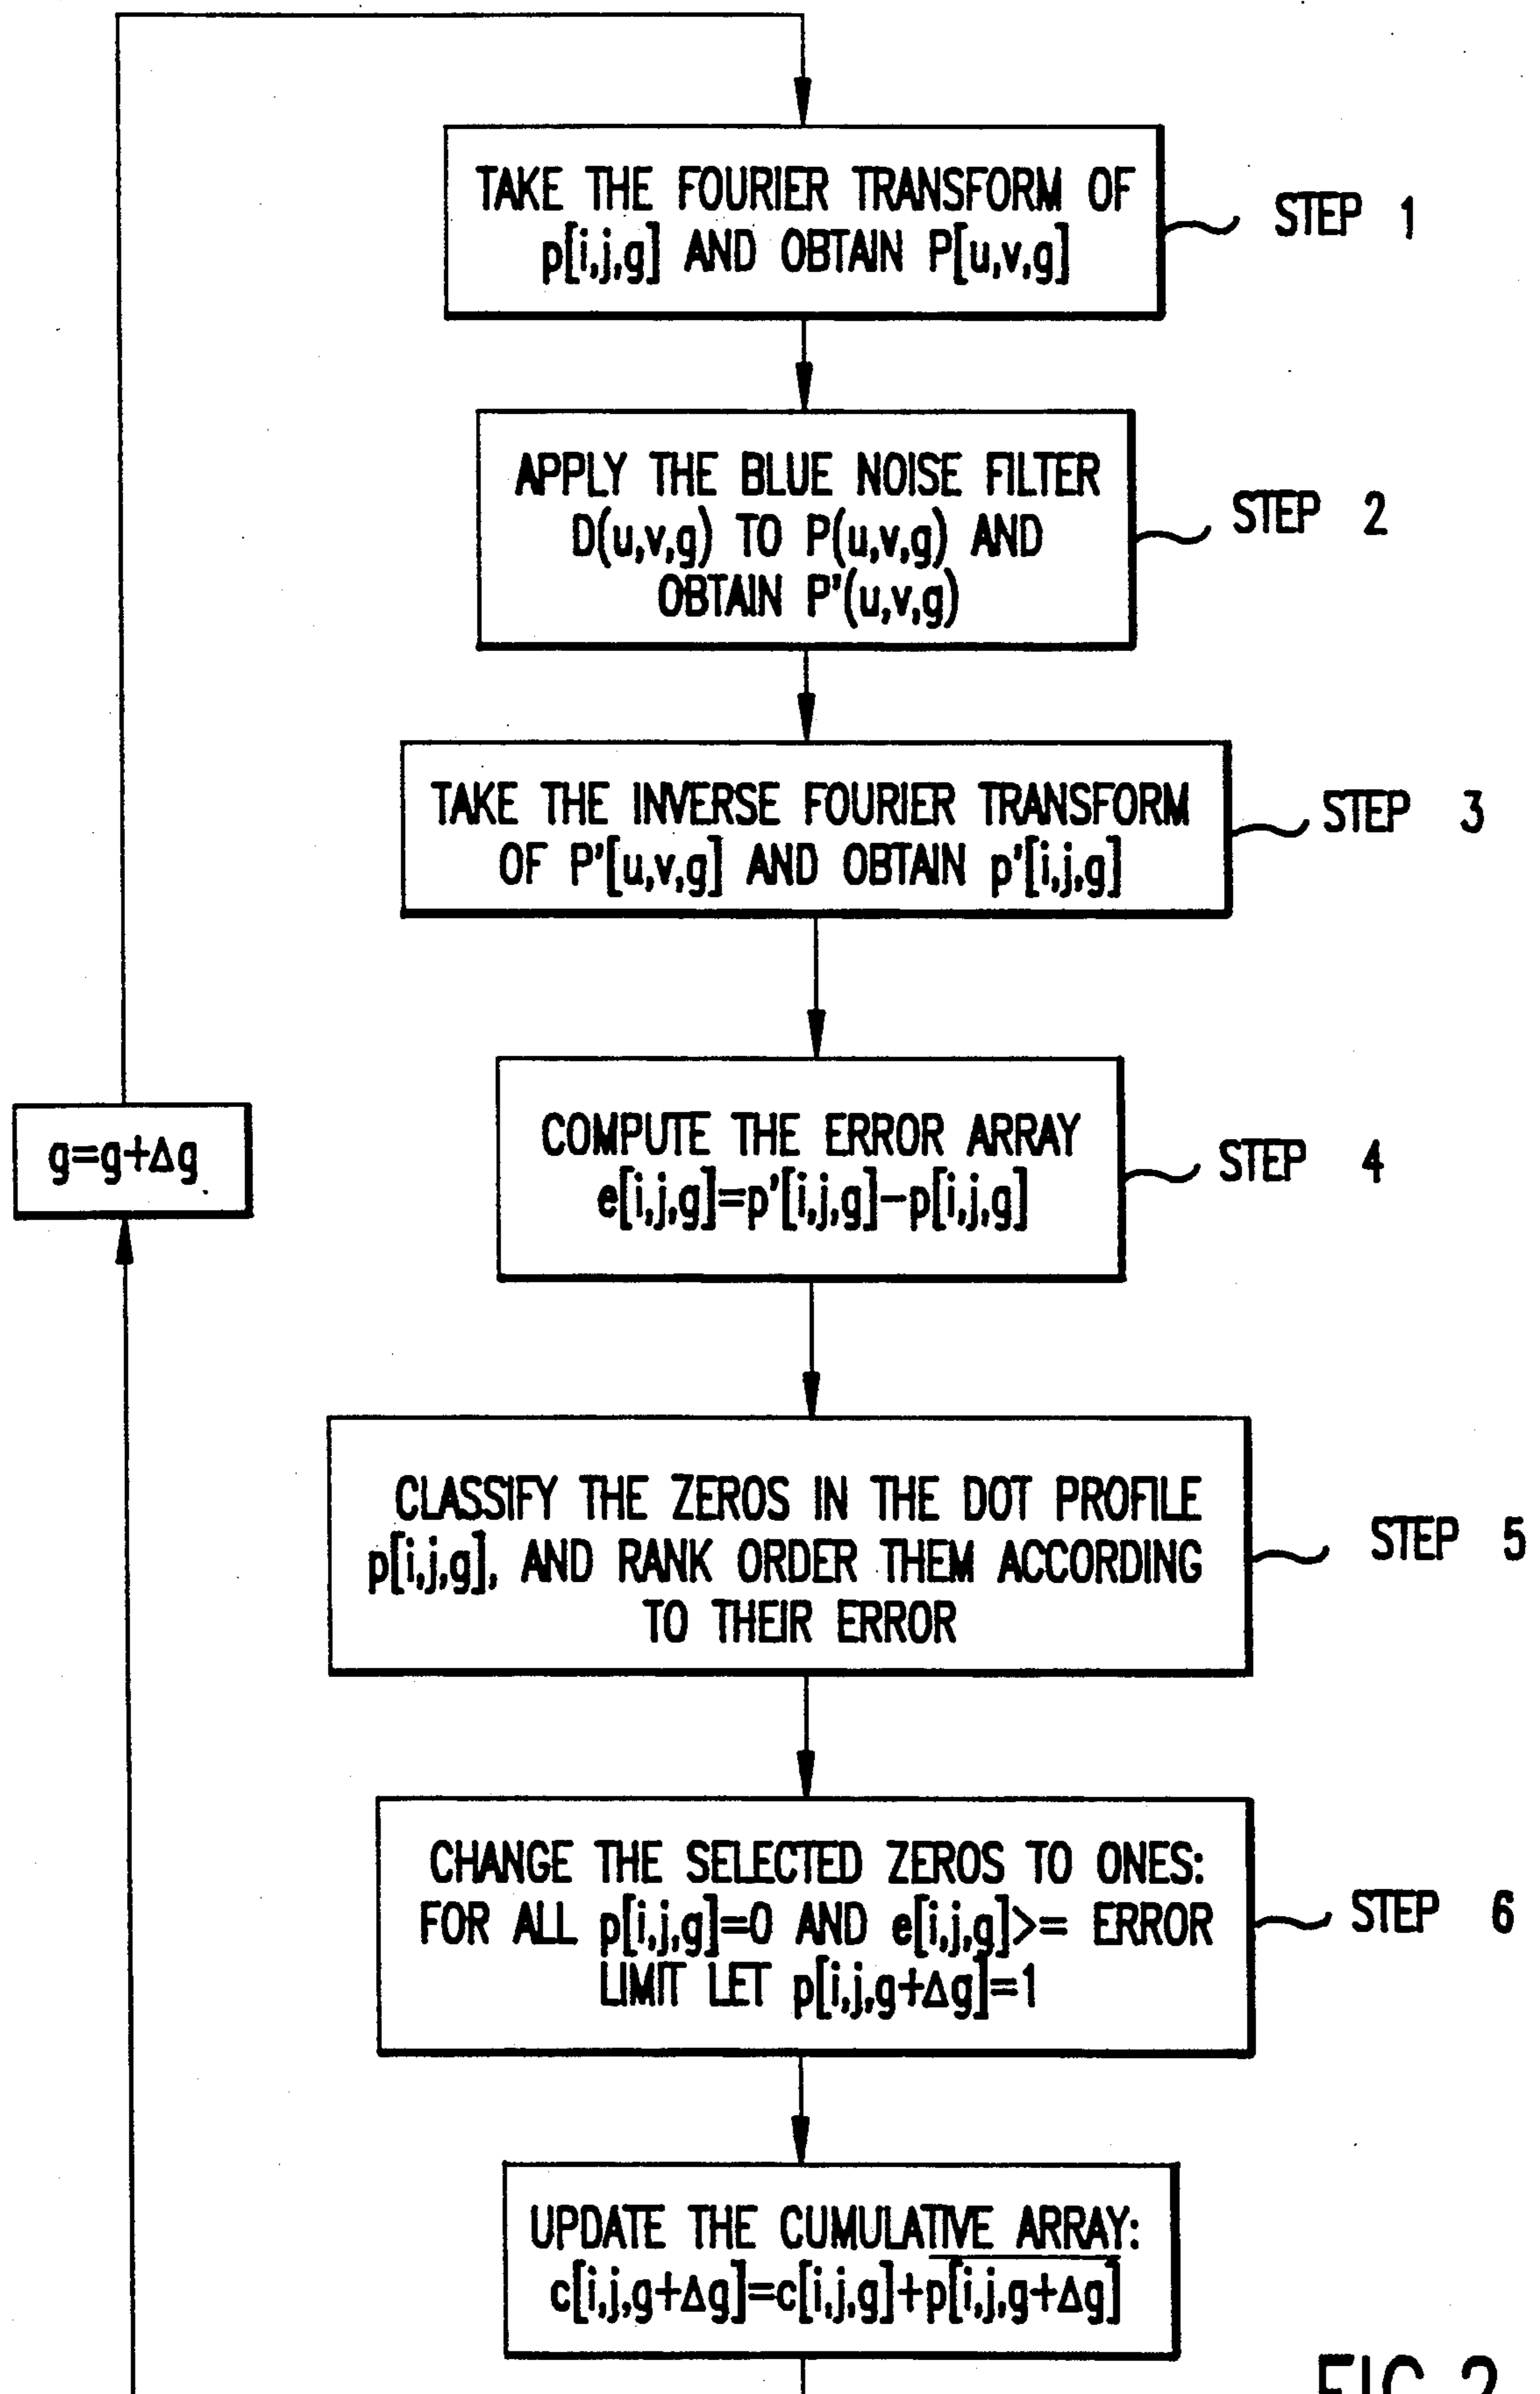 TAKE THE FOURIER TRANSFORM OF
p[i,j,g] AND OBTAIN P[u,v,g]
STEP 1
APPLY THE BLUE NOISE FILTER
D(u,v,g) TO P(u,v,g) AND
OBTAIN P'(u,v,g)
STEP 2
TAKE THE INVERSE FOURIER TRANSFORM
OF P'[u,v,g] AND OBTAIN p'[i,j,g]
STEP 3
COMPUTE THE ERROR ARRAY
e[i,j,g]=p'[i,j,g]-p[i,j,g]
STEP 4
g=g+Δg
CLASSIFY THE ZEROS IN THE DOT PROFILE
p[i,j,g], AND RANK ORDER THEM ACCORDING
TO THEIR ERROR
STEP 5
CHANGE THE SELECTED ZEROS TO ONES:
FOR ALL p[i,j,g]=0 AND e[i,j,g]>= ERROR
LIMIT LET p[i,j,g+Δg]=1
STEP 6
UPDATE THE CUMULATIVE ARRAY:
c[i,j,g+Δg]=c[i,j,g]+p̅[̅i̅,̅j̅,̅g̅+̅Δ̅g̅]̅
FIG. 2